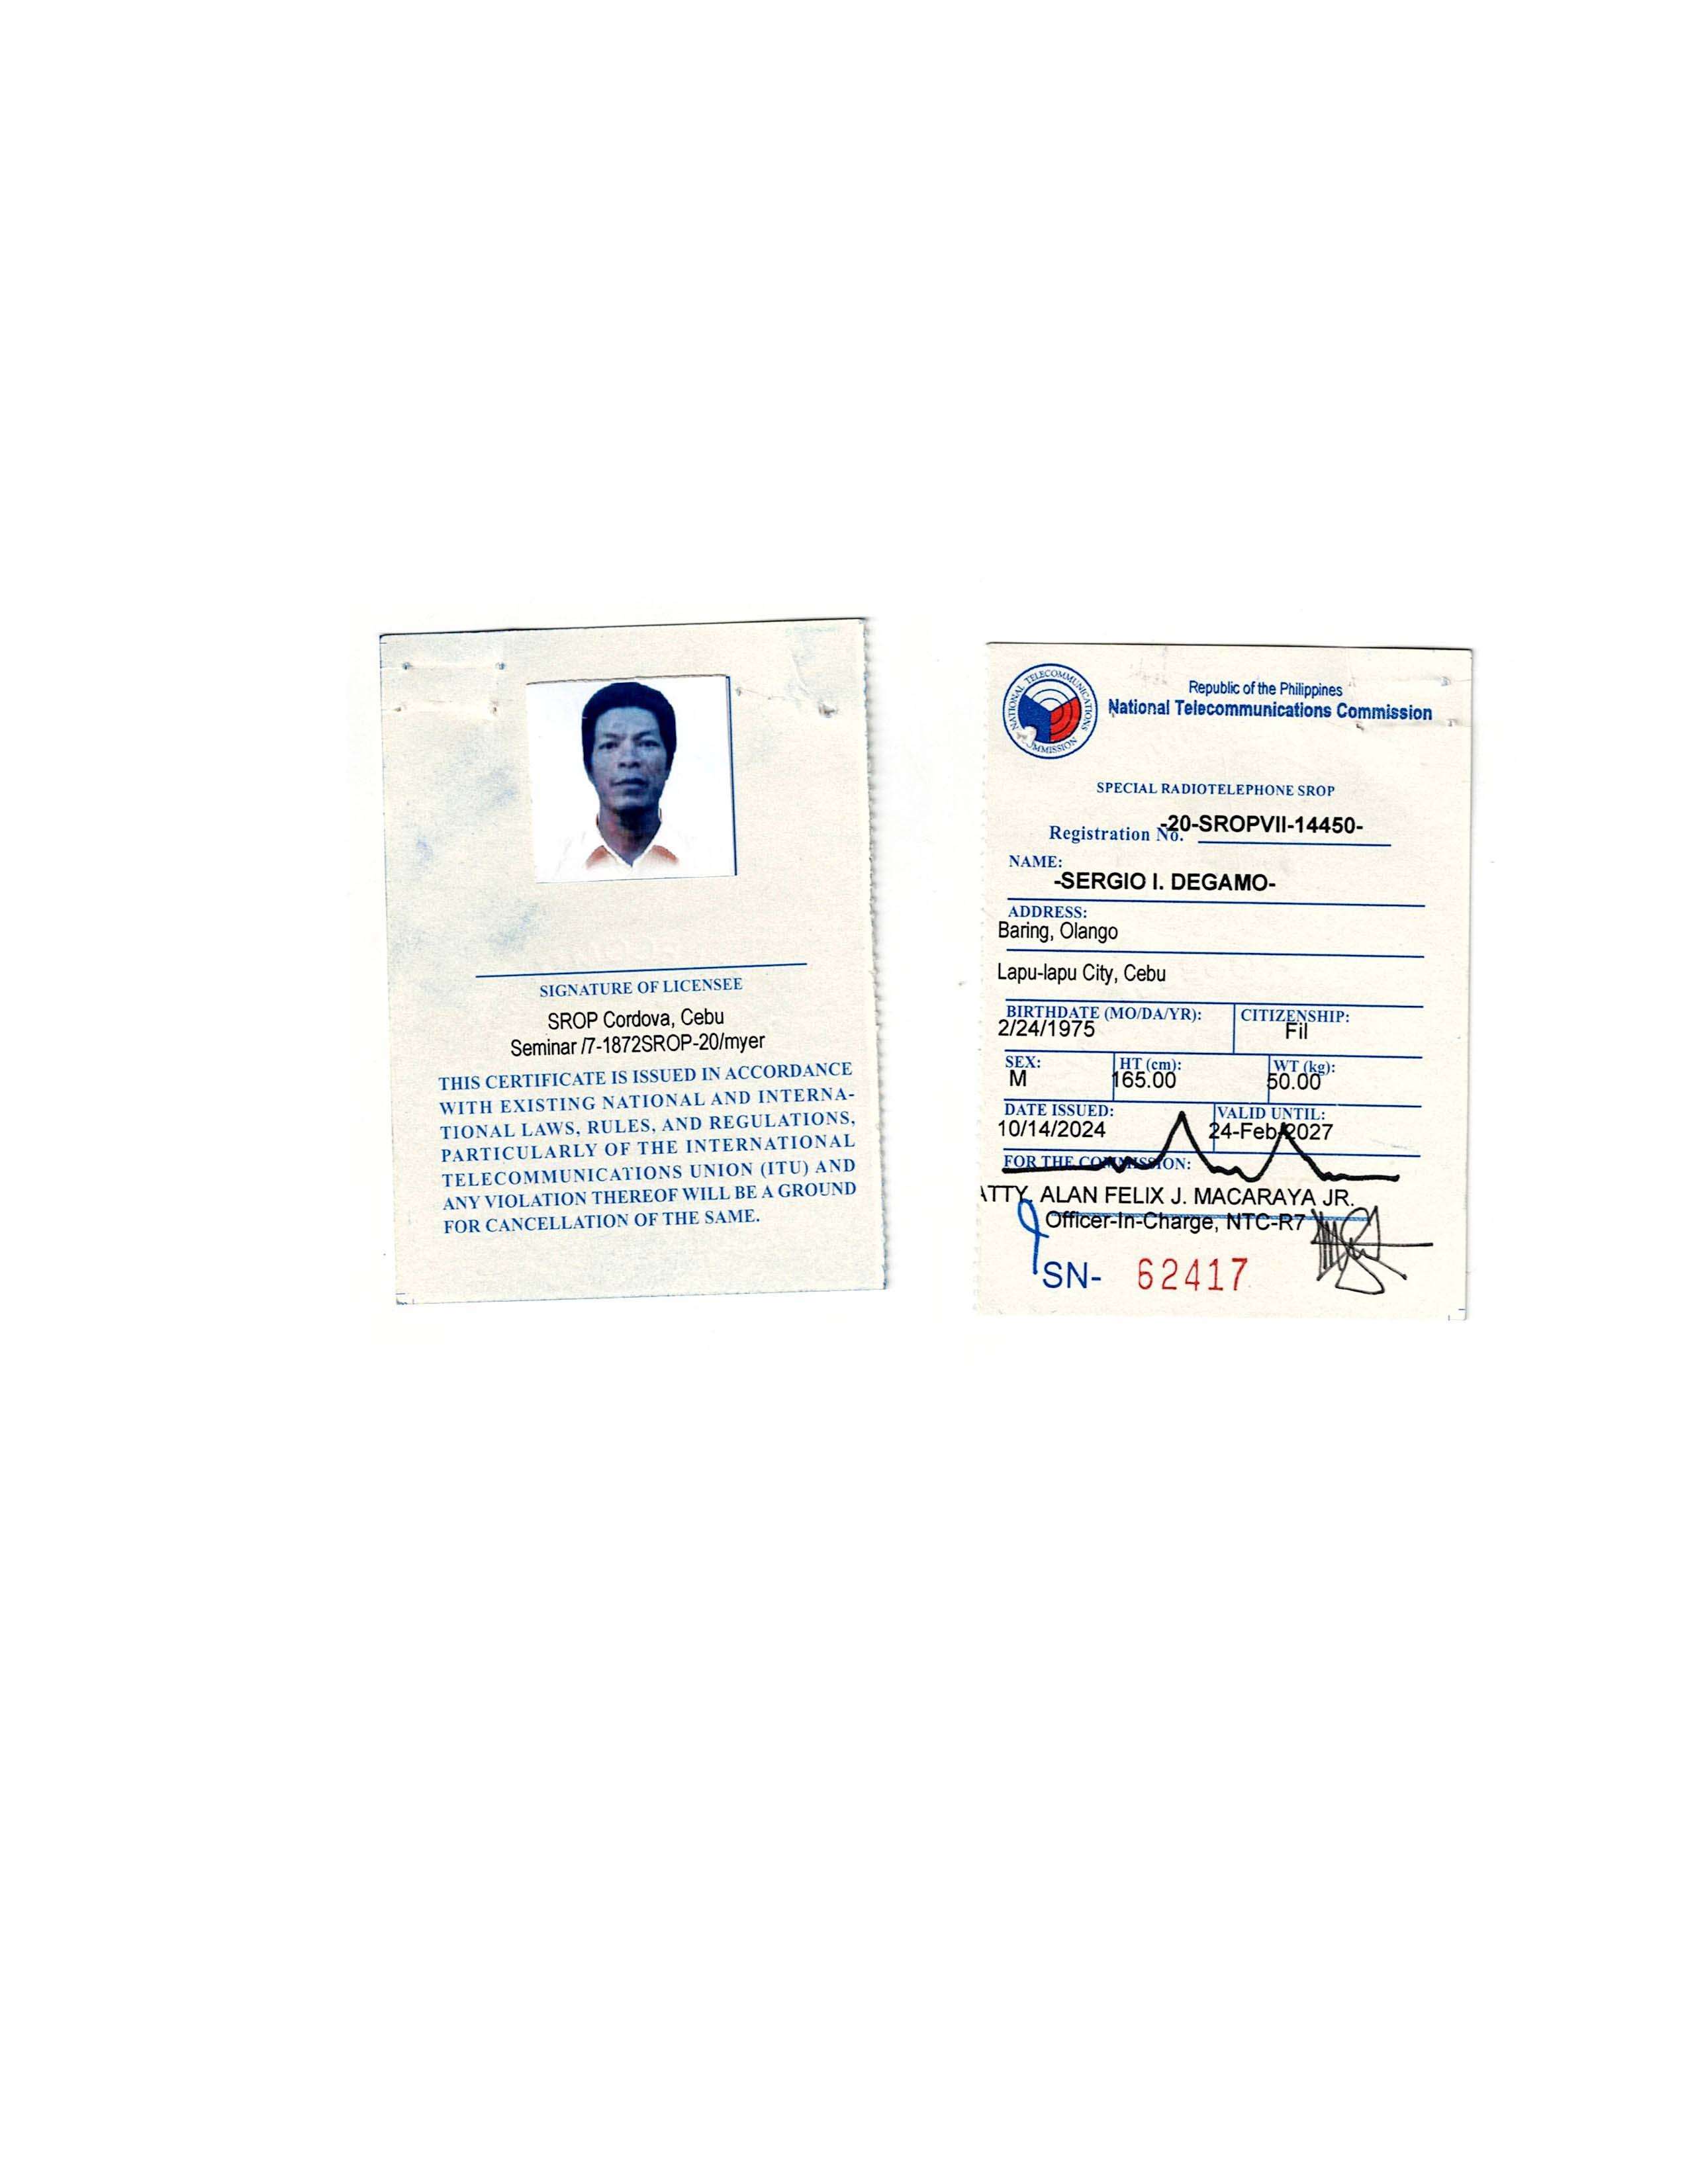 SIGNATURE OF LICENSEE
SROP Cordova, Cebu
Seminar /7-1872SROP-20/myer
THIS CERTIFICATE IS ISSUED IN ACCORDANCE
WITH EXISTING NATIONAL AND INTERNA-
TIONAL LAWS, RULES, AND REGULATIONS,
PARTICULARLY OF THE INTERNATIONAL
TELECOMMUNICATIONS UNION (ITU) AND
ANY VIOLATION THEREOF WILL BE A GROUND
FOR CANCELLATION OF THE SAME.
NATIONAL TELECOMMUNICATIONS
Republic of the Philippines
National Telecommunications Commission
SPECIAL RADIOTELEPHONE SROP
Registration No. -20-SROPVII-14450-
NAME:
-SERGIO I. DEGAMO-
ADDRESS:
Baring, Olango
Lapu-lapu City, Cebu
BIRTHDATE (MO/DA/YR): CITIZENSHIP:
2/24/1975 Fil
SEX: HT (cm): WT (kg):
M 165.00 50.00
DATE ISSUED: VALID UNTIL:
10/14/2024 24-Feb-2027
FOR THE COMMISSION:
ATTY. ALAN FELIX J. MACARAYA JR.
Officer-In-Charge, NTC-R7
SN- 62417